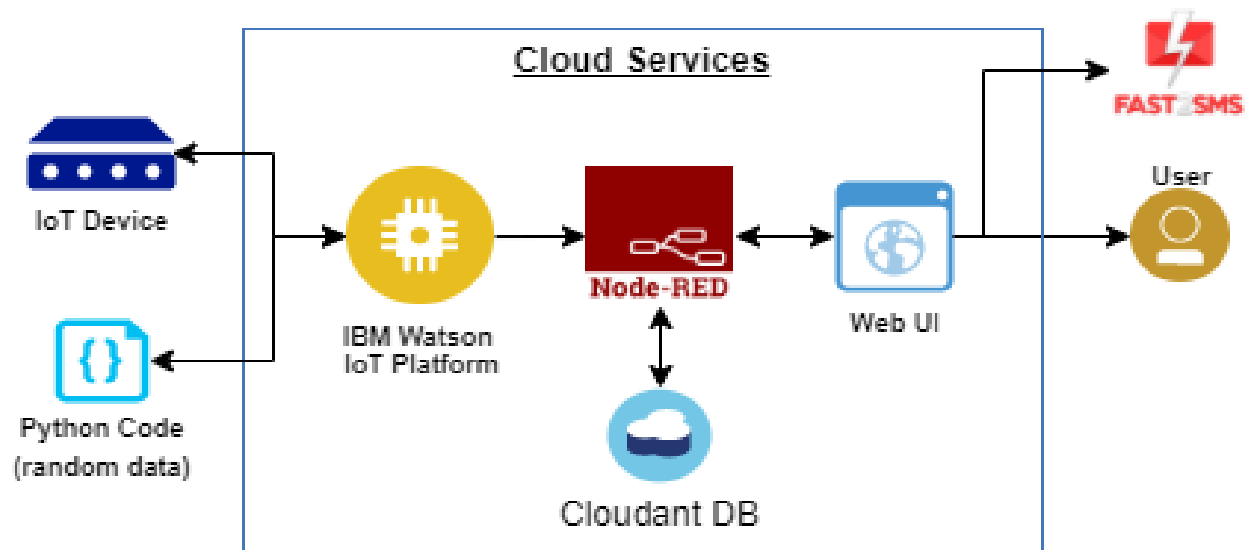 Cloud Services
FAST2SMS
IoT Device
User
Node-RED
IBM Watson
IoT Platform
Web UI
Python Code
(random data)
Cloudant DB